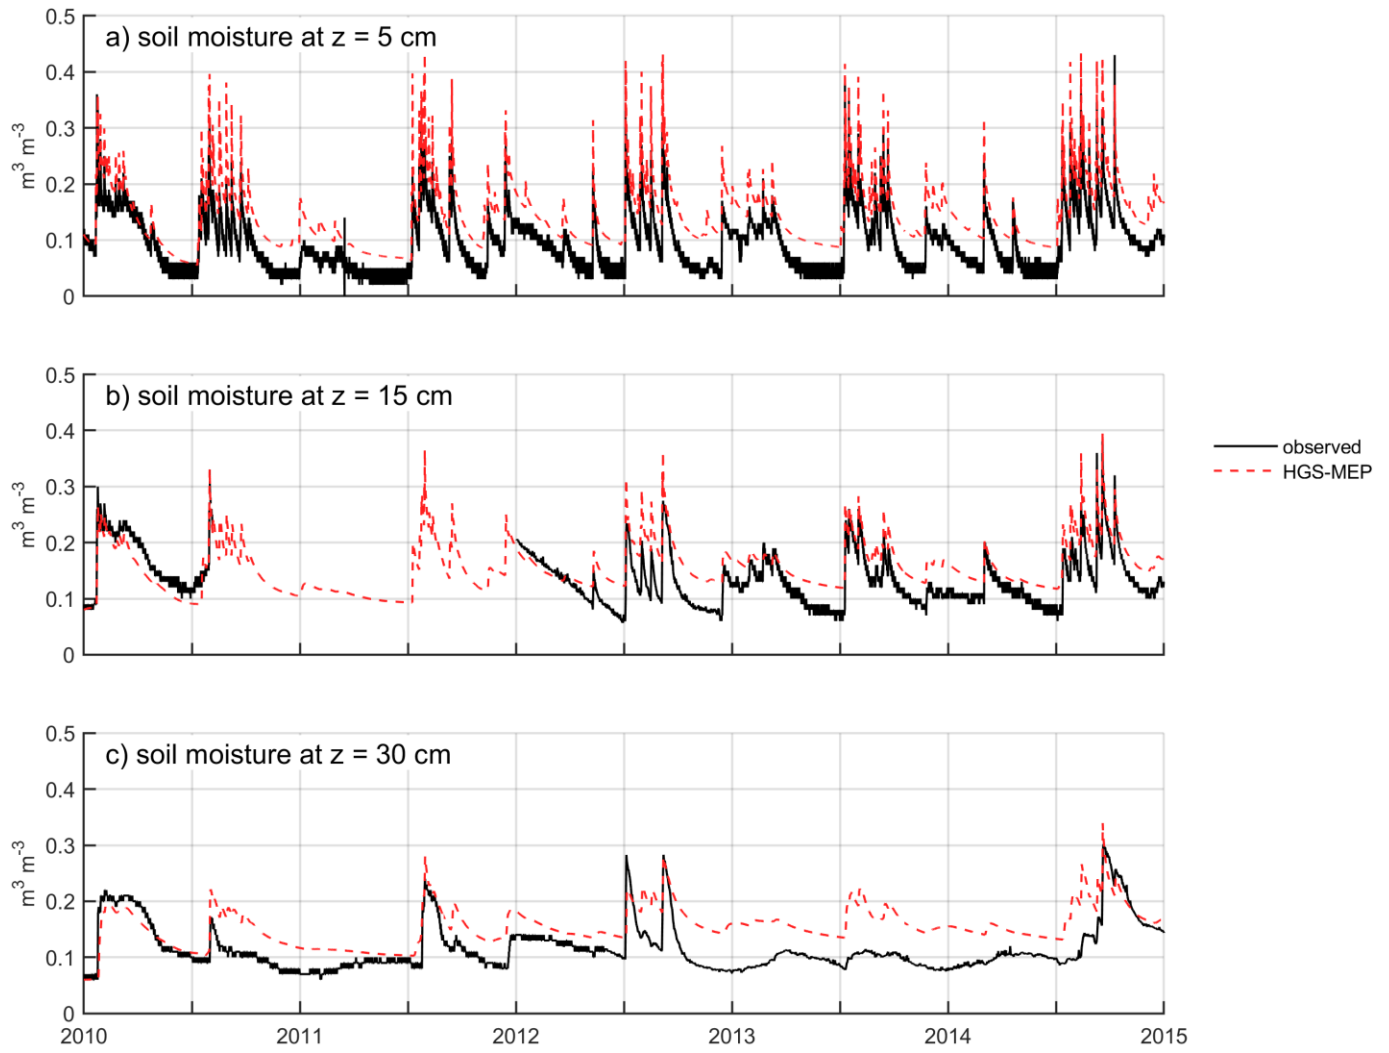 a) soil moisture at z = 5 cm
0.5
0.4
0.3
0.2
0.1
0
m³ m⁻³
b) soil moisture at z = 15 cm
0.5
0.4
0.3
0.2
0.1
0
m³ m⁻³
observed
HGS-MEP
c) soil moisture at z = 30 cm
0.5
0.4
0.3
0.2
0.1
0
m³ m⁻³
2010 2011 2012 2013 2014 2015